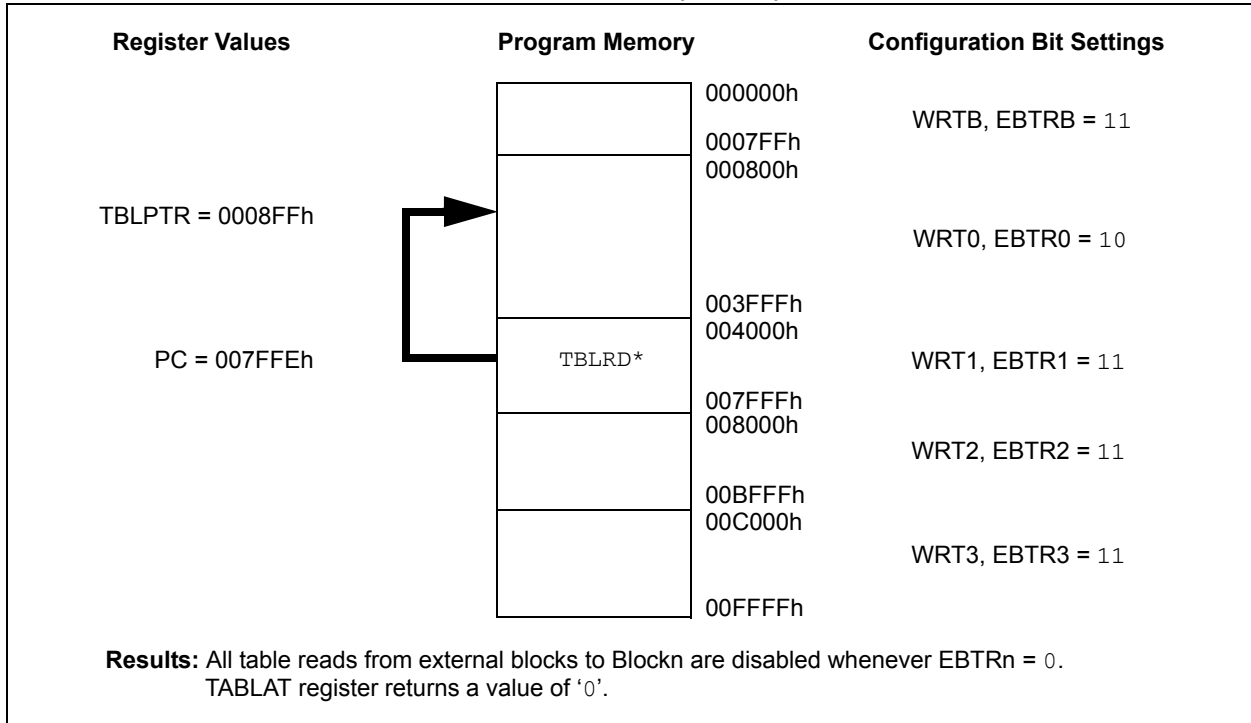 Register Values Program Memory Configuration Bit Settings
000000h
WRTB, EBTRB = 11
0007FFh
000800h
TBLPTR = 0008FFh
WRT0, EBTR0 = 10
003FFFh
004000h
PC = 007FFEh TBLRD* WRT1, EBTR1 = 11
007FFFh
008000h
WRT2, EBTR2 = 11
00BFFFh
00C000h
WRT3, EBTR3 = 11
00FFFFh
Results: All table reads from external blocks to Blockn are disabled whenever EBTRn = 0.
TABLAT register returns a value of ‘0’.